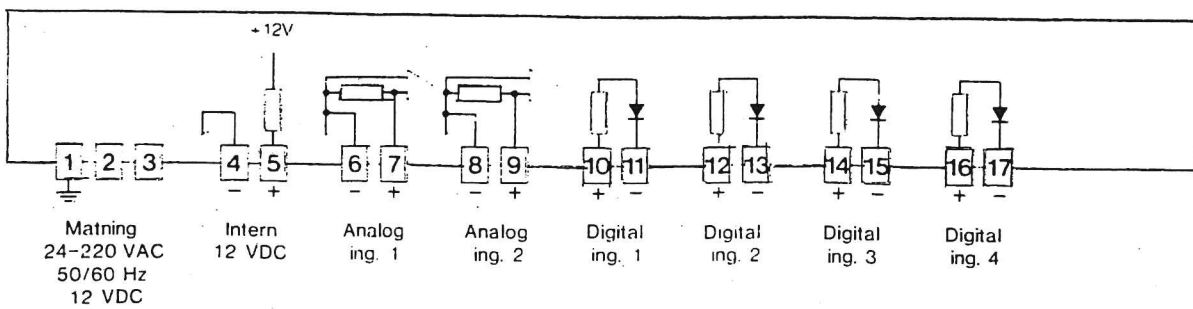 +12V
1 2 3 4 5 6 7 8 9 10 11 12 13 14 15 16 17
- + - + - + + - + - + - + -
Matning Intern Analog Analog Digital Digital Digital Digital
24-220 VAC 12 VDC ing. 1 ing. 2 ing. 1 ing. 2 ing. 3 ing. 4
50/60 Hz
12 VDC